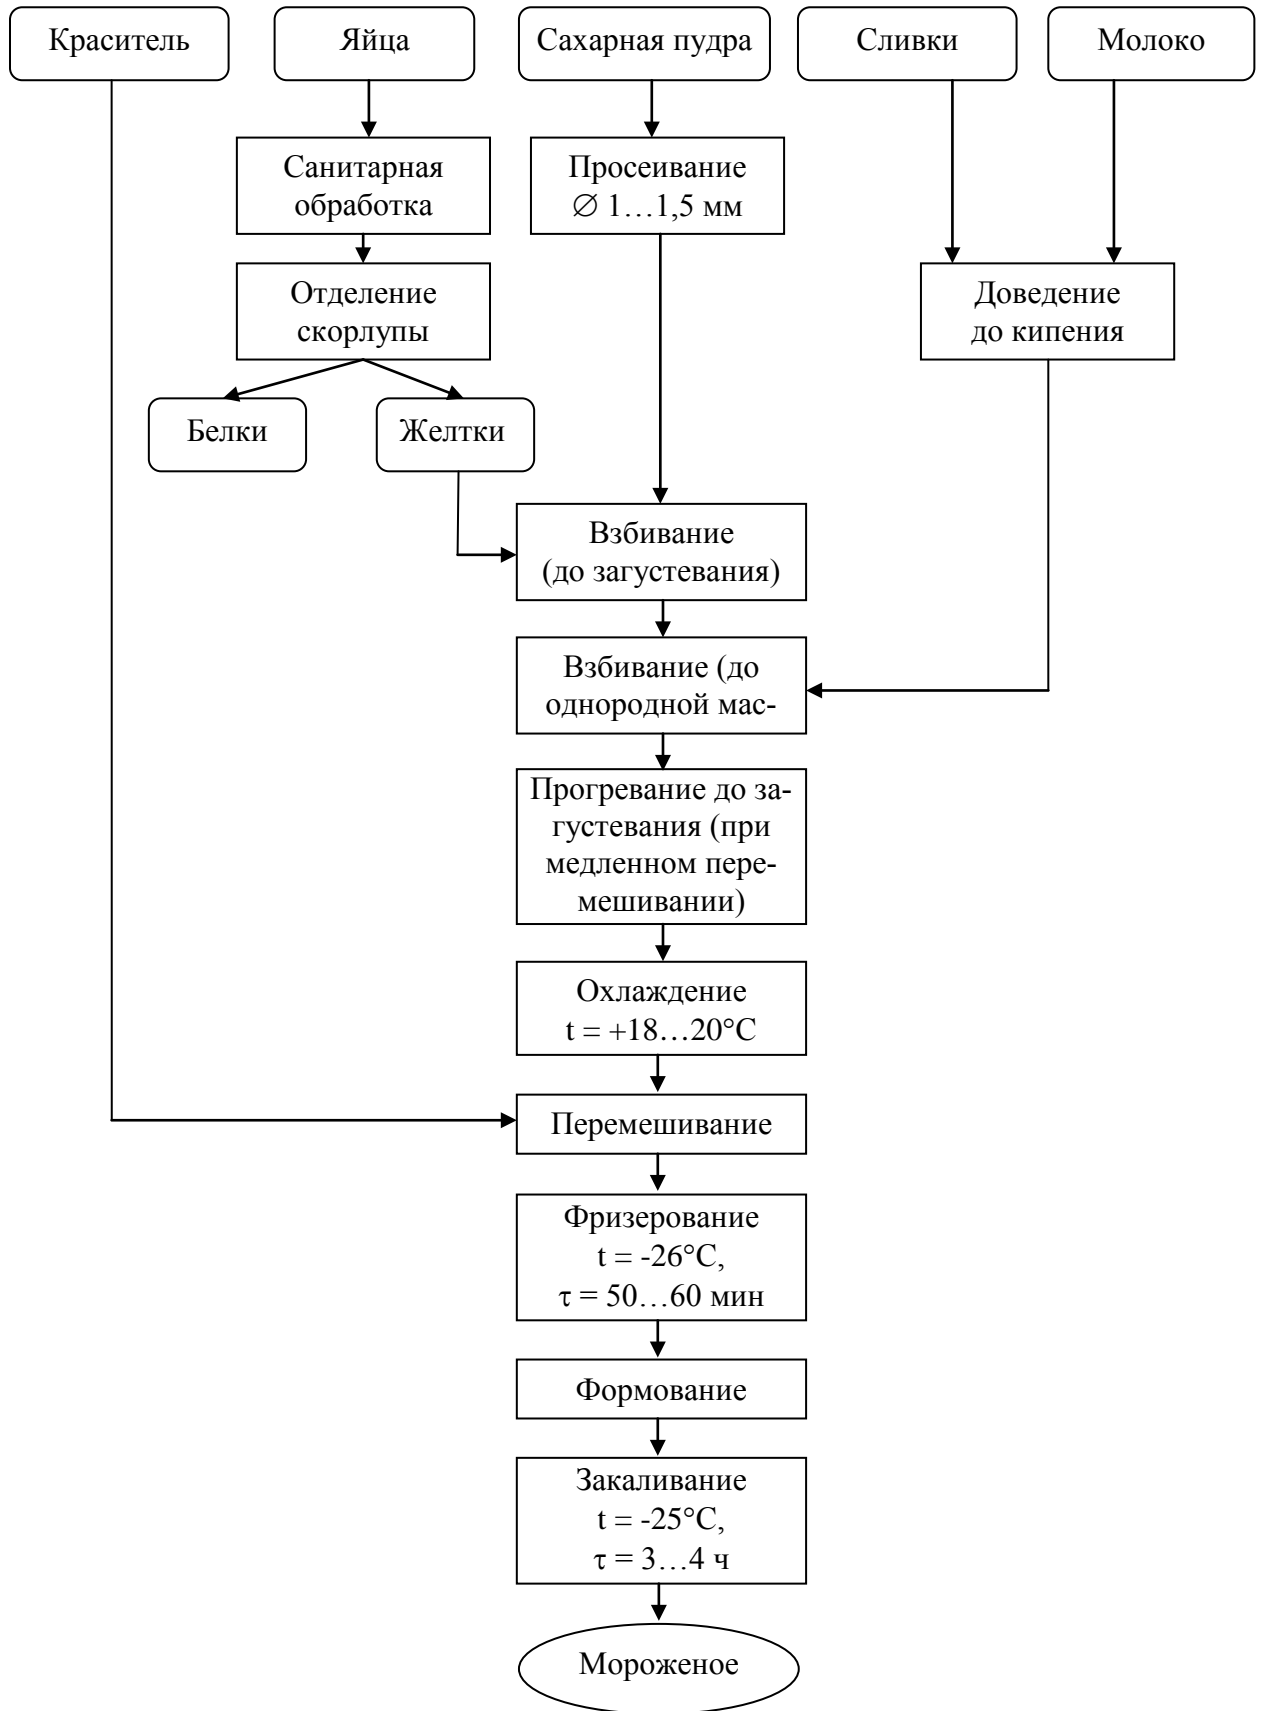 Краситель
Яйца
Сахарная пудра
Сливки
Молоко
Санитарная
обработка
Просеивание
∅ 1…1,5 мм
Отделение
скорлупы
Доведение
до кипения
Белки
Желтки
Взбивание
(до загустевания)
Взбивание (до
однородной мас-
Прогревание до за-
густевания (при
медленном пере-
мешивании)
Охлаждение
t = +18…20°С
Перемешивание
Фризерование
t = -26°С,
τ = 50…60 мин
Формование
Закаливание
t = -25°С,
τ = 3…4 ч
Мороженое